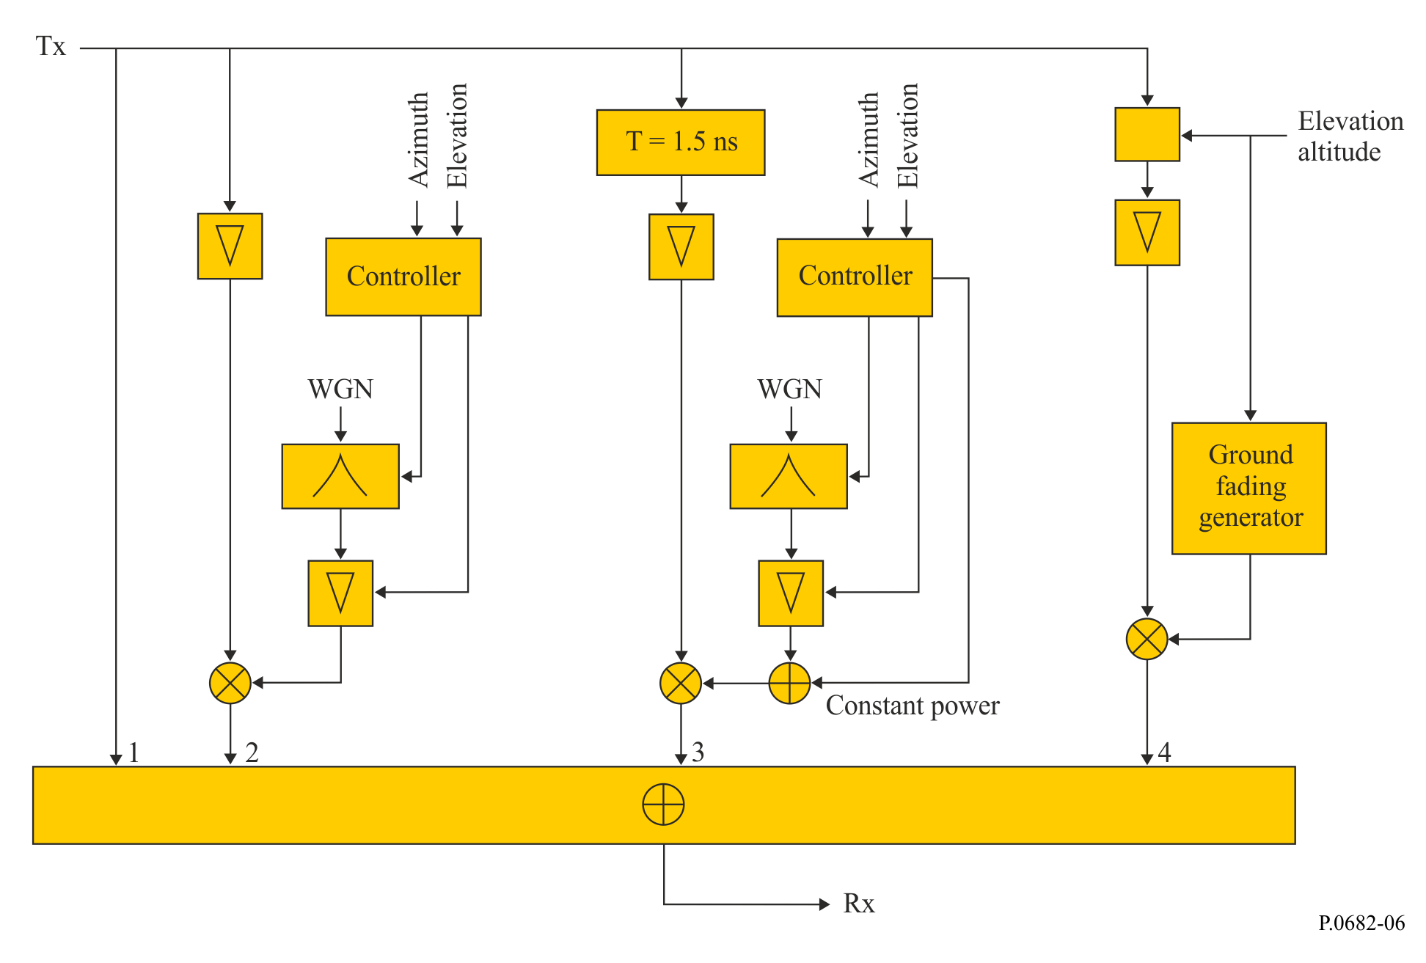 Tx
Azimuth
Elevation
T = 1.5 ns
Azimuth
Elevation
Elevation
altitude
Controller
Controller
WGN
WGN
Ground
fading
generator
Constant power
1
2
3
4
Rx
P.0682-06